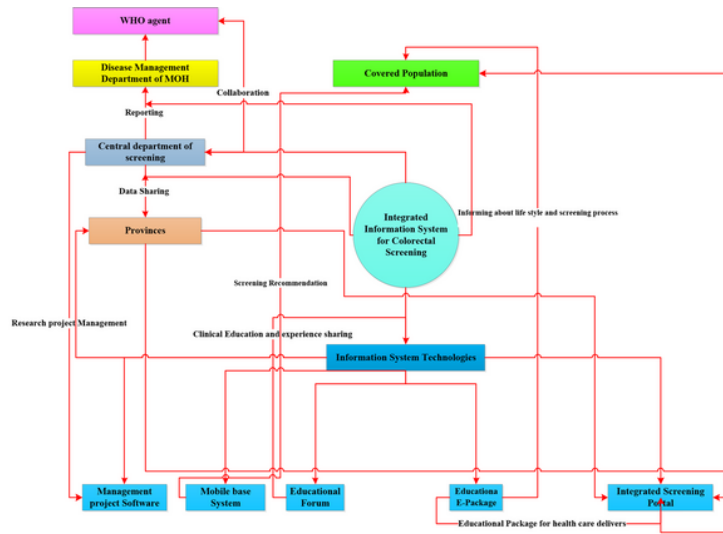 WHO agent
Disease Management
Department of MOH
Covered Population
Collaboration
Reporting
Central department of
screening
Data Sharing
Integrated
Information System
for Colorectal
Screening
Informing about life style and screening process
Provinces
Screening Recommendation
Research project Management
Clinical Education and experience sharing
Information System Technologies
Management
project Software
Mobile base
System
Educational
Forum
Educationa
E-Package
Integrated Screening
Portal
Educational Package for health care delivers